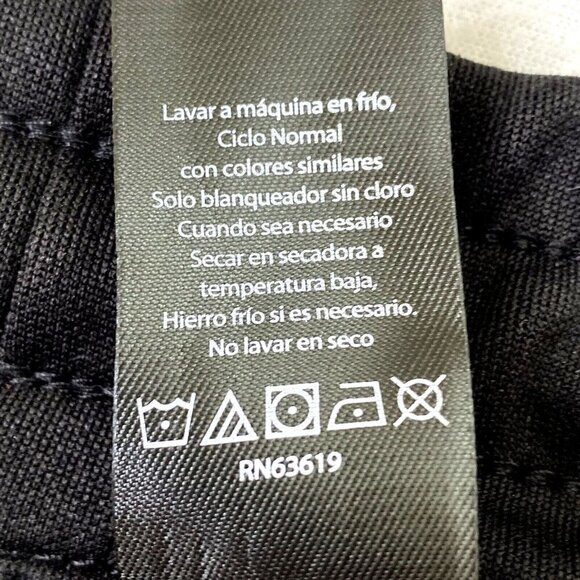 Lavar a máquina en frío,
Ciclo Normal
con colores similares
Solo blanqueador sin cloro
Cuando sea necesario
Secar en secadora a
temperatura baja,
Hierro frío si es necesario.
No lavar en seco
RN63619